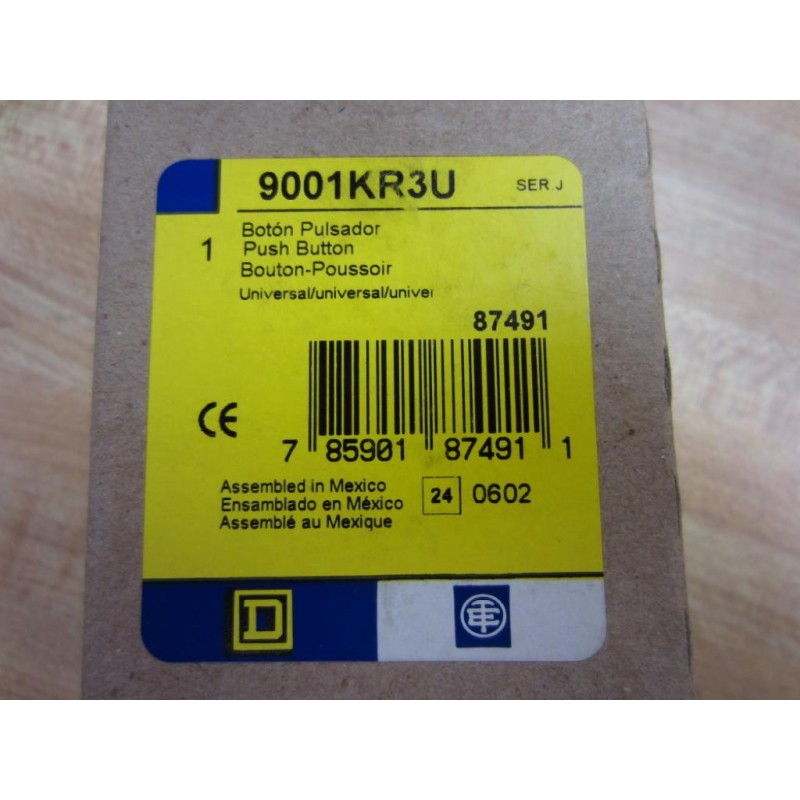 9001KR3U SER. J
1
Botón Pulsador
Push Button
Bouton-Poussoir
Universal/universal/univer
87491
CE
7 85901 87491 1
Assembled in Mexico
Ensamblado en México
Assemblé au Mexique
24 0602
D
TE